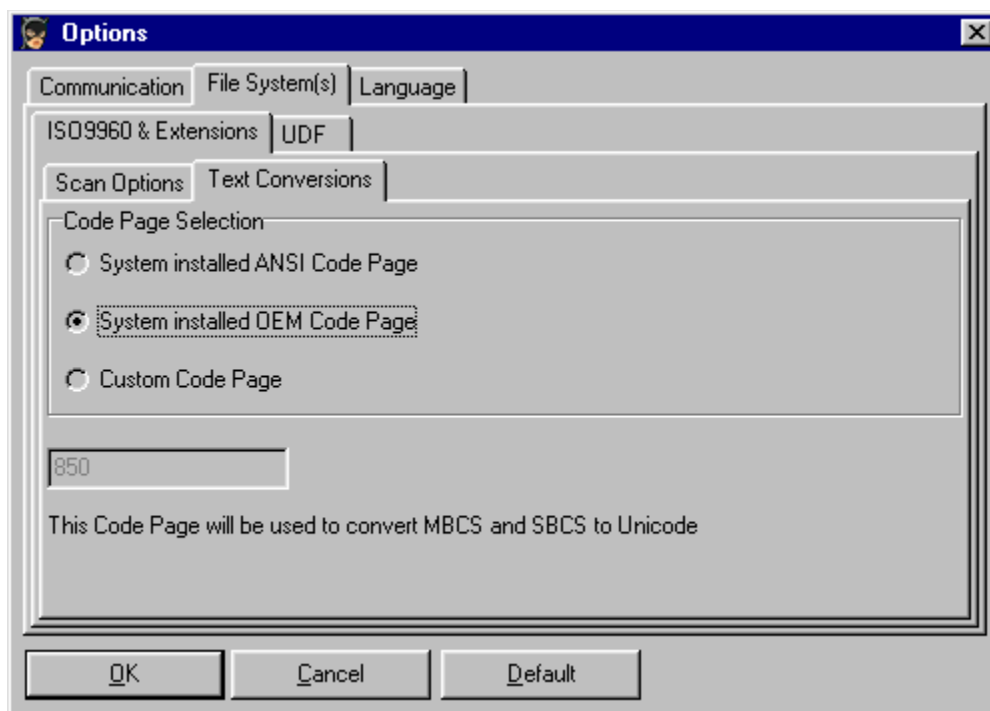 Options
Communication File System(s) Language
ISO9960 & Extensions UDF
Scan Options Text Conversions
Code Page Selection
System installed ANSI Code Page
System installed OEM Code Page
Custom Code Page
850
This Code Page will be used to convert MBCS and SBCS to Unicode
OK Cancel Default